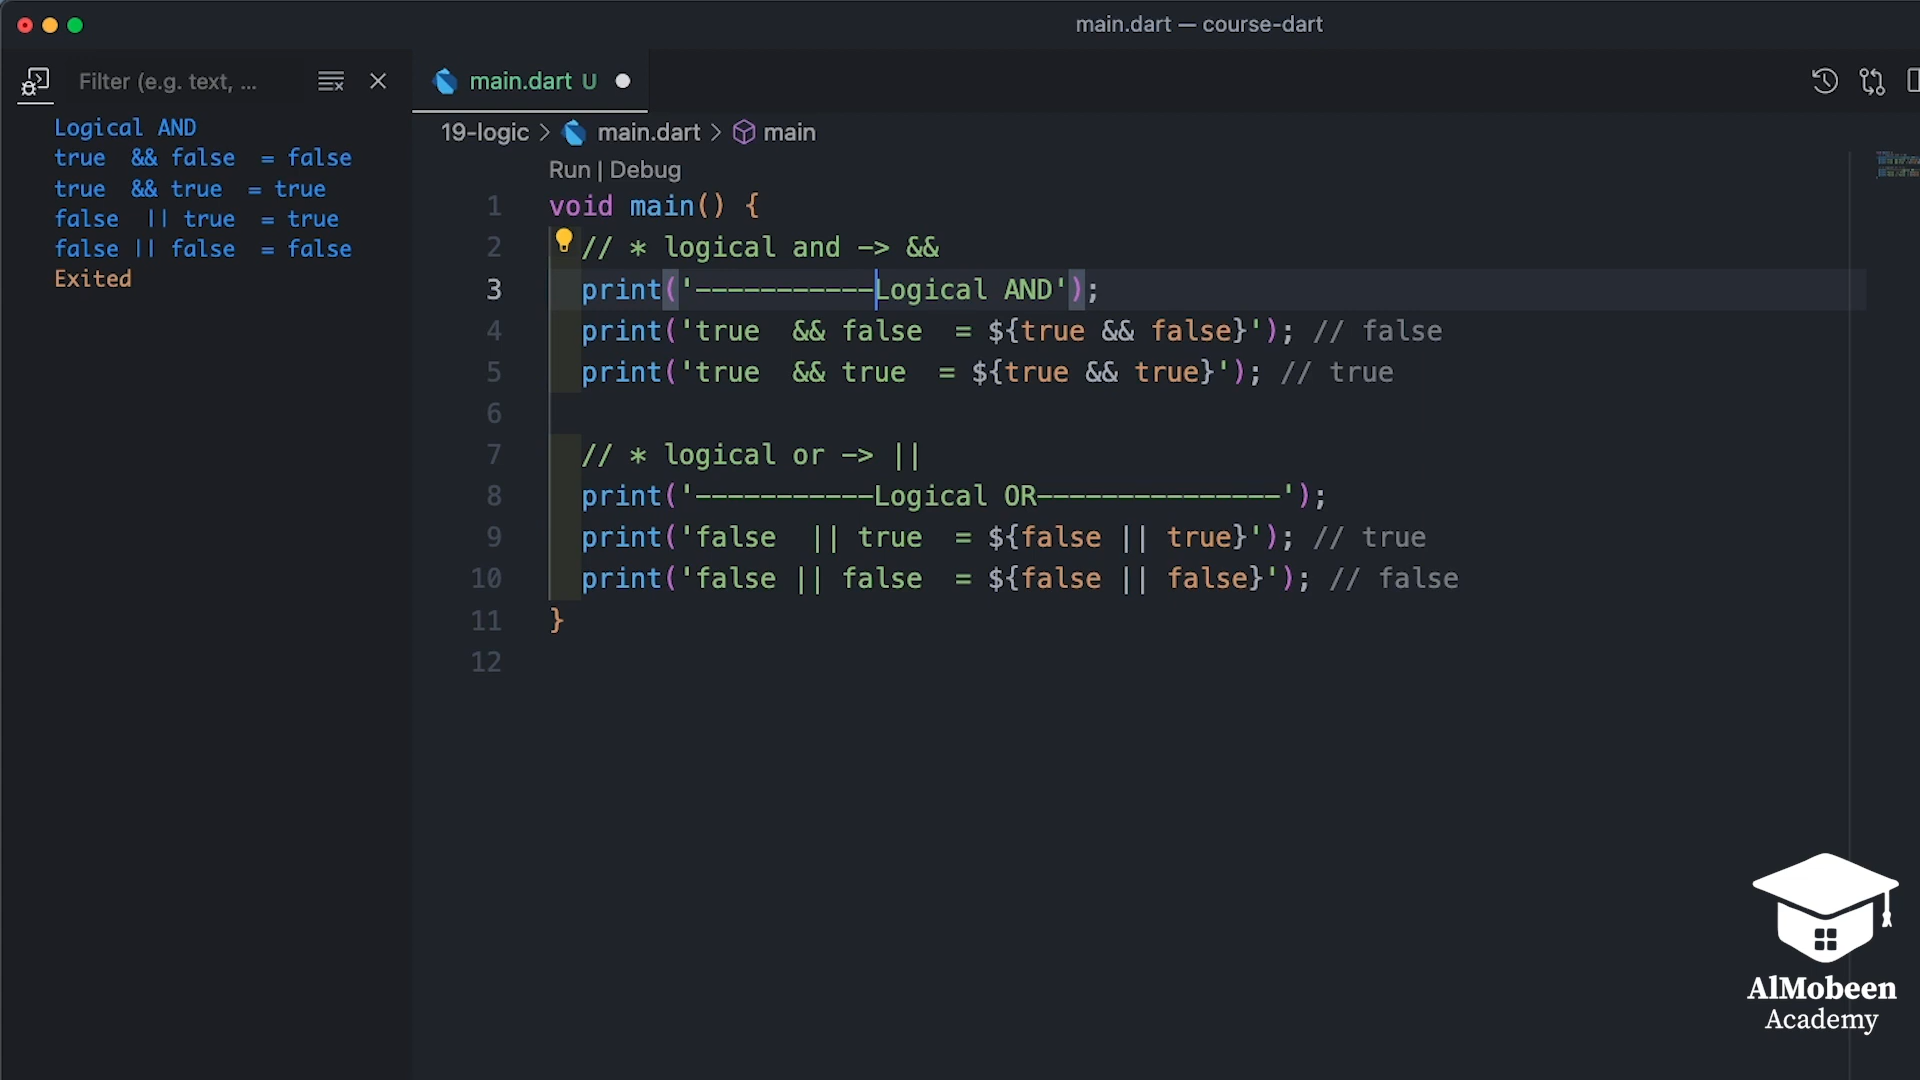 main.dart — course-dart
Filter (e.g. text, ...
main.dart U
Logical AND
true  && false  = false
true  && true  = true
false  || true  = true
false || false  = false
Exited
19-logic > main.dart > main
Run | Debug
1 void main() {
2 // * logical and -> &&
3 print('-----------Logical AND');
4 print('true  && false  = ${true && false}'); // false
5 print('true  && true  = ${true && true}'); // true
6
7 // * logical or -> ||
8 print('-----------Logical OR---------------');
9 print('false  || true  = ${false || true}'); // true
10 print('false || false  = ${false || false}'); // false
11 }
12
AlMobeen
Academy